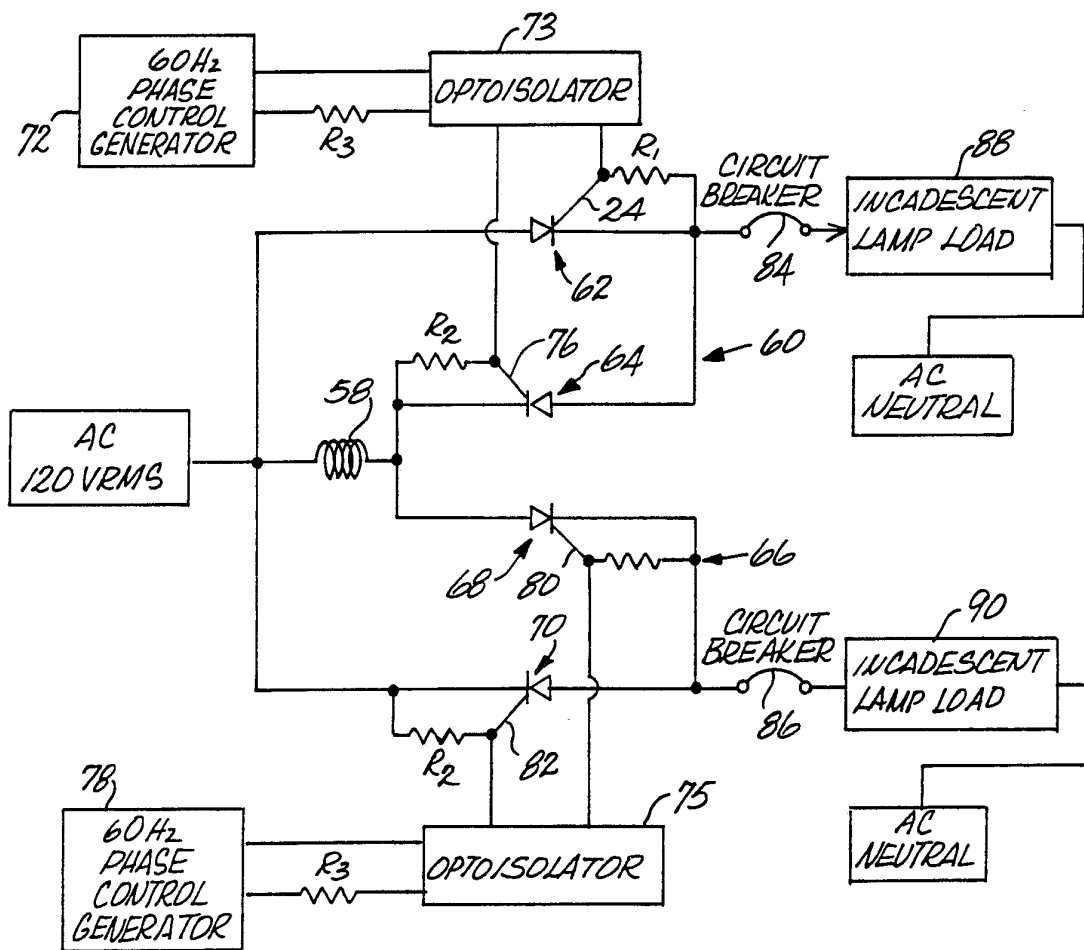 73
60Hz
PHASE
CONTROL
GENERATOR
72
R3
OPTOISOLATOR
R1
24
62
CIRCUIT
BREAKER
84
88
INCADESCENT
LAMP LOAD
60
AC
NEUTRAL
R2
76
64
58
AC
120 VRMS
68
80
66
70
CIRCUIT
BREAKER
86
90
INCADESCENT
LAMP LOAD
R2
82
AC
NEUTRAL
78
60Hz
PHASE
CONTROL
GENERATOR
R3
75
OPTOISOLATOR